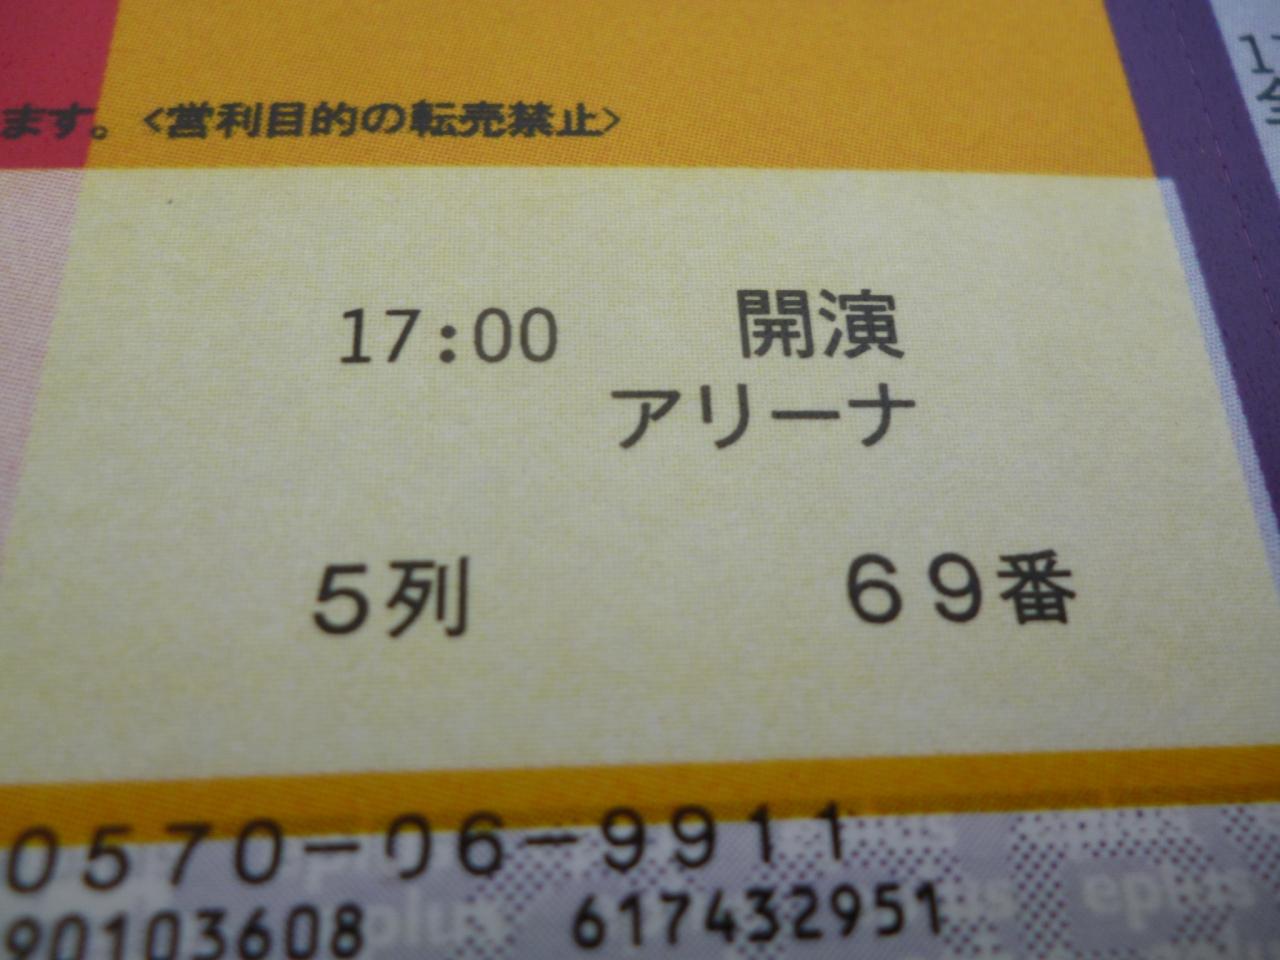 ます。<営利目的の転売禁止>
17:00 開演
アリーナ
5列 69番
0570-06-9911
90103608 617432951
eplus